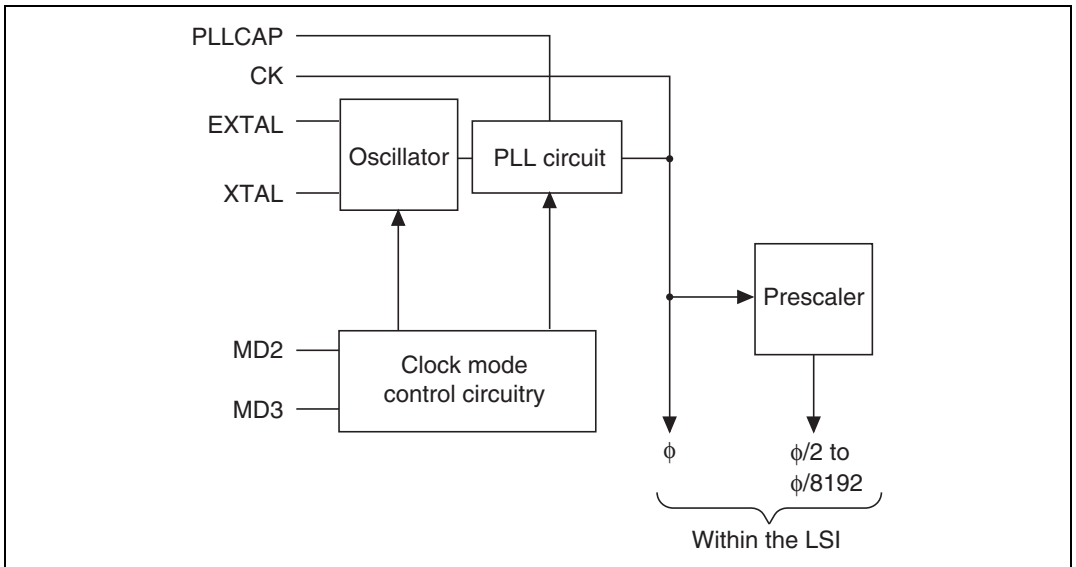 PLLCAP
CK
EXTAL
Oscillator
PLL circuit
XTAL
Prescaler
MD2
Clock mode
control circuitry
MD3
ϕ
ϕ/2 to
ϕ/8192
Within the LSI